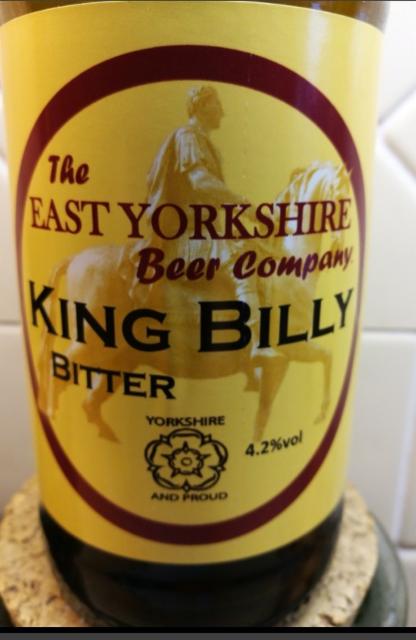 The
EAST YORKSHIRE
Beer Company
KING BILLY
BITTER
YORKSHIRE
AND PROUD
4.2%vol